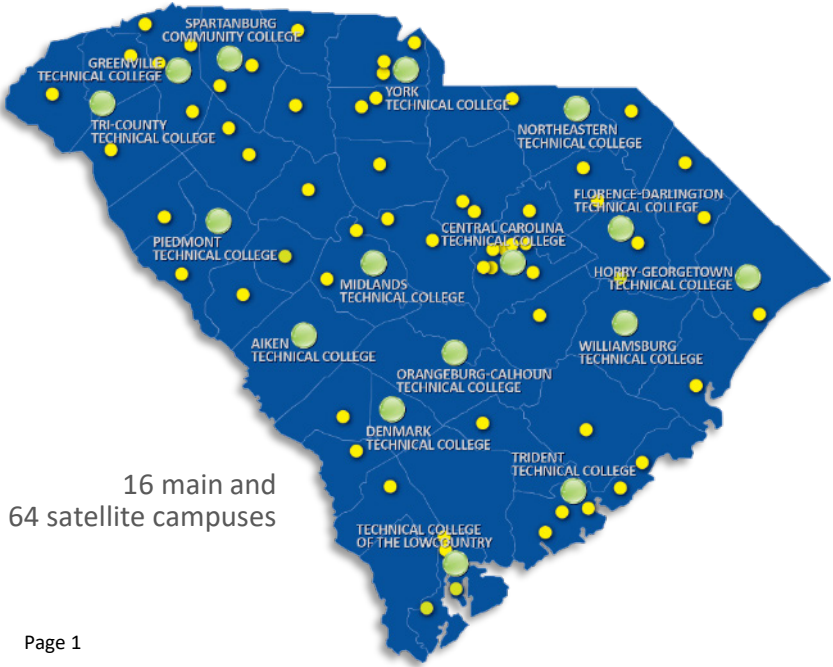 SPARTANBURG
COMMUNITY COLLEGE
GREENVILLE
TECHNICAL COLLEGE
YORK
TECHNICAL COLLEGE
TRI-COUNTY
TECHNICAL COLLEGE
NORTHEASTERN
TECHNICAL COLLEGE
FLORENCE-DARLINGTON
TECHNICAL COLLEGE
PIEDMONT
TECHNICAL COLLEGE
CENTRAL CAROLINA
TECHNICAL COLLEGE
MIDLANDS
TECHNICAL COLLEGE
HORRY-GEORGETOWN
TECHNICAL COLLEGE
AIKEN
TECHNICAL COLLEGE
WILLIAMSBURG
TECHNICAL COLLEGE
ORANGEBURG-CALHOUN
TECHNICAL COLLEGE
DENMARK
TECHNICAL COLLEGE
TRIDENT
TECHNICAL COLLEGE
16 main and
64 satellite campuses
TECHNICAL COLLEGE
OF THE LOWCOUNTRY
Page 1